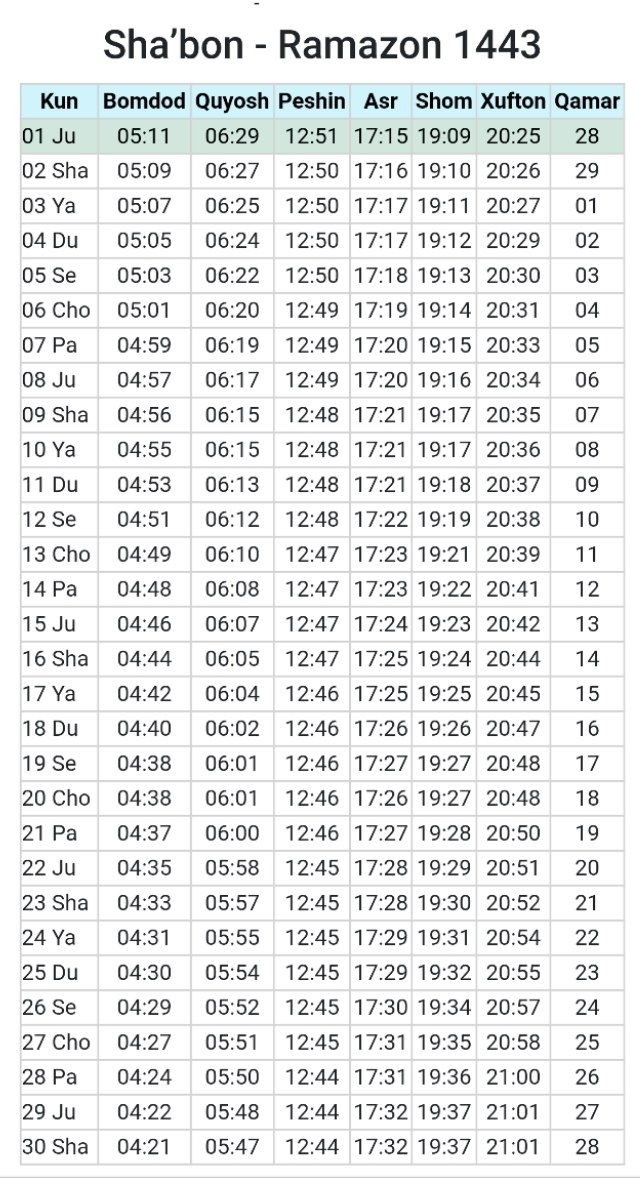 Sha’bon - Ramazon 1443
Kun Bomdod Quyosh Peshin Asr Shom Xufton Qamar
01 Ju 05:11 06:29 12:51 17:15 19:09 20:25 28
02 Sha 05:09 06:27 12:50 17:16 19:10 20:26 29
03 Ya 05:07 06:25 12:50 17:17 19:11 20:27 01
04 Du 05:05 06:24 12:50 17:17 19:12 20:29 02
05 Se 05:03 06:22 12:50 17:18 19:13 20:30 03
06 Cho 05:01 06:20 12:49 17:19 19:14 20:31 04
07 Pa 04:59 06:19 12:49 17:20 19:15 20:33 05
08 Ju 04:57 06:17 12:49 17:20 19:16 20:34 06
09 Sha 04:56 06:15 12:48 17:21 19:17 20:35 07
10 Ya 04:55 06:15 12:48 17:21 19:17 20:36 08
11 Du 04:53 06:13 12:48 17:21 19:18 20:37 09
12 Se 04:51 06:12 12:48 17:22 19:19 20:38 10
13 Cho 04:49 06:10 12:47 17:23 19:21 20:39 11
14 Pa 04:48 06:08 12:47 17:23 19:22 20:41 12
15 Ju 04:46 06:07 12:47 17:24 19:23 20:42 13
16 Sha 04:44 06:05 12:47 17:25 19:24 20:44 14
17 Ya 04:42 06:04 12:46 17:25 19:25 20:45 15
18 Du 04:40 06:02 12:46 17:26 19:26 20:47 16
19 Se 04:38 06:01 12:46 17:27 19:27 20:48 17
20 Cho 04:38 06:01 12:46 17:26 19:27 20:48 18
21 Pa 04:37 06:00 12:46 17:27 19:28 20:50 19
22 Ju 04:35 05:58 12:45 17:28 19:29 20:51 20
23 Sha 04:33 05:57 12:45 17:28 19:30 20:52 21
24 Ya 04:31 05:55 12:45 17:29 19:31 20:54 22
25 Du 04:30 05:54 12:45 17:29 19:32 20:55 23
26 Se 04:29 05:52 12:45 17:30 19:34 20:57 24
27 Cho 04:27 05:51 12:45 17:31 19:35 20:58 25
28 Pa 04:24 05:50 12:44 17:31 19:36 21:00 26
29 Ju 04:22 05:48 12:44 17:32 19:37 21:01 27
30 Sha 04:21 05:47 12:44 17:32 19:37 21:01 28